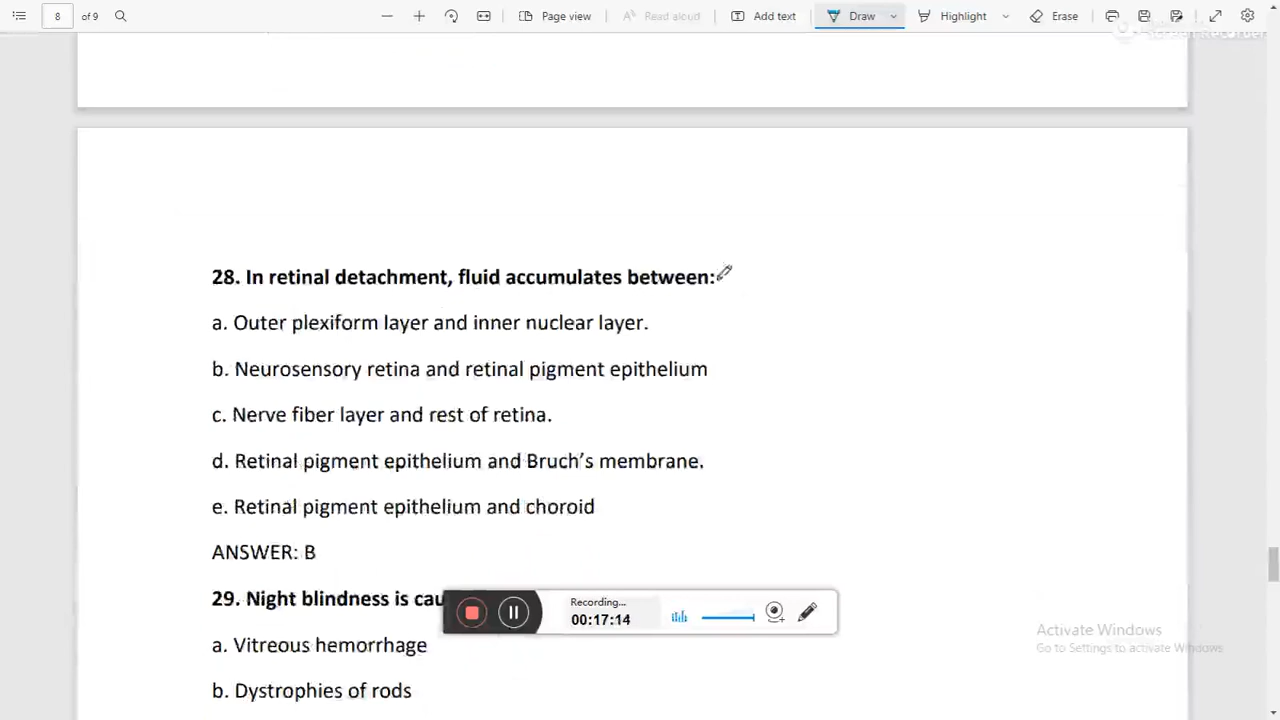 8 of 9 Page view Read aloud Add text Draw Highlight Erase
28. In retinal detachment, fluid accumulates between:
a. Outer plexiform layer and inner nuclear layer.
b. Neurosensory retina and retinal pigment epithelium
c. Nerve fiber layer and rest of retina.
d. Retinal pigment epithelium and Bruch’s membrane.
e. Retinal pigment epithelium and choroid
ANSWER: B
29. Night blindness is cau
Recording...
00:17:14
a. Vitreous hemorrhage
Activate Windows
Go to Settings to activate Windows
b. Dystrophies of rods